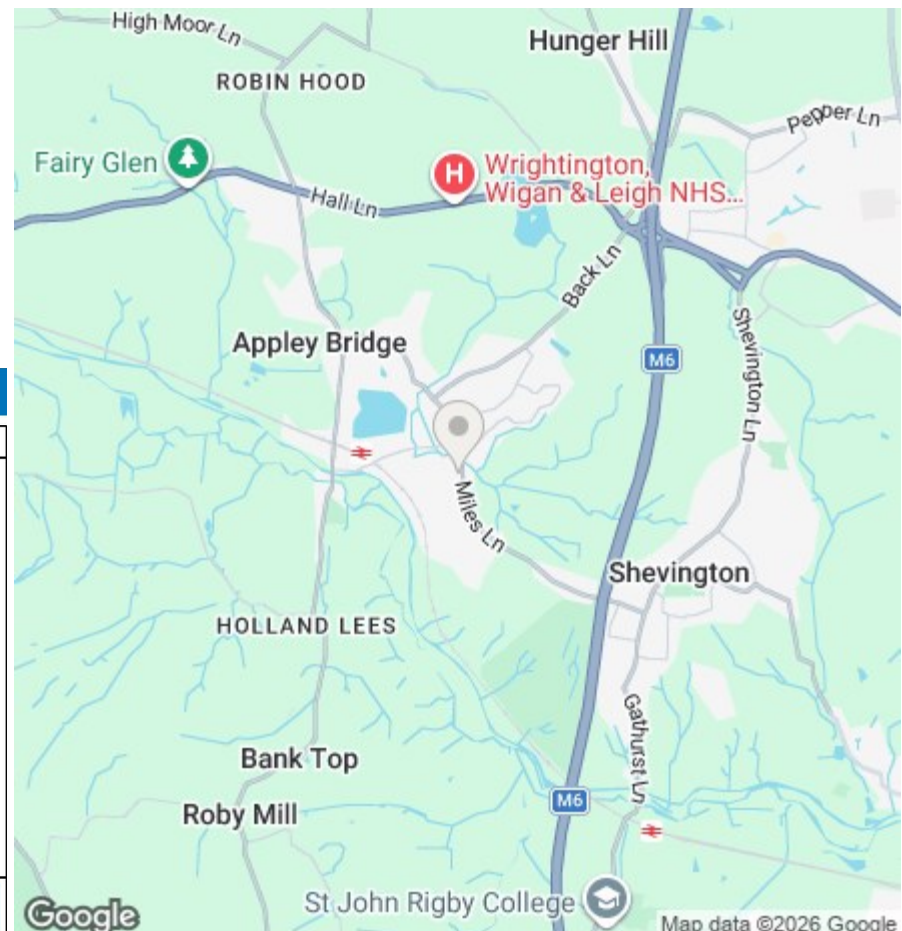 High Moor Ln
Hunger Hill
ROBIN HOOD
Pepper Ln
Fairy Glen
H
Wrightington,
Wigan & Leigh NHS...
Hall Ln
Back Ln
Appley Bridge
Shevington Ln
M6
Miles Ln
Shevington
HOLLAND LEES
Gathurst Ln
Bank Top
M6
Roby Mill
St John Rigby College
Google
Map data ©2026 Google